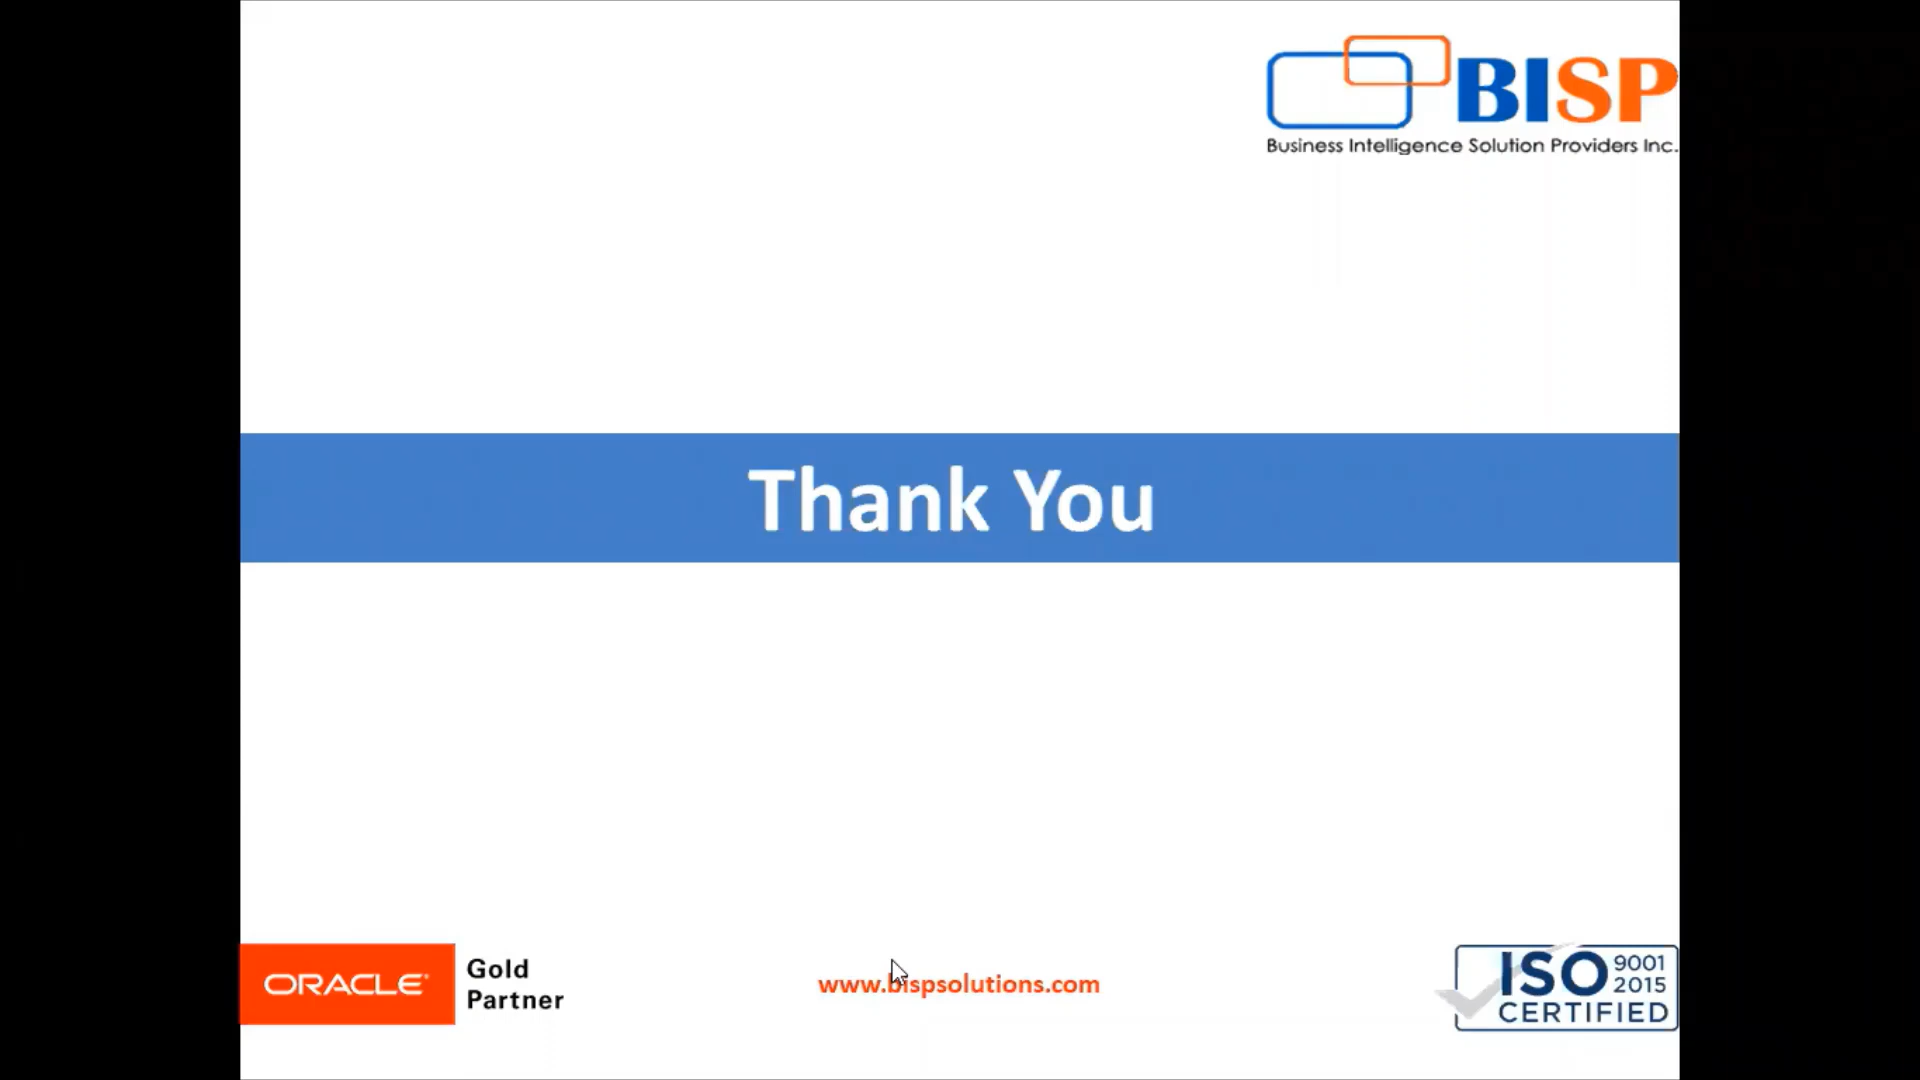 BISP
Business Intelligence Solution Providers Inc.
Thank You
ORACLE®
Gold
Partner
www.bispsolutions.com
ISO 9001
2015
CERTIFIED